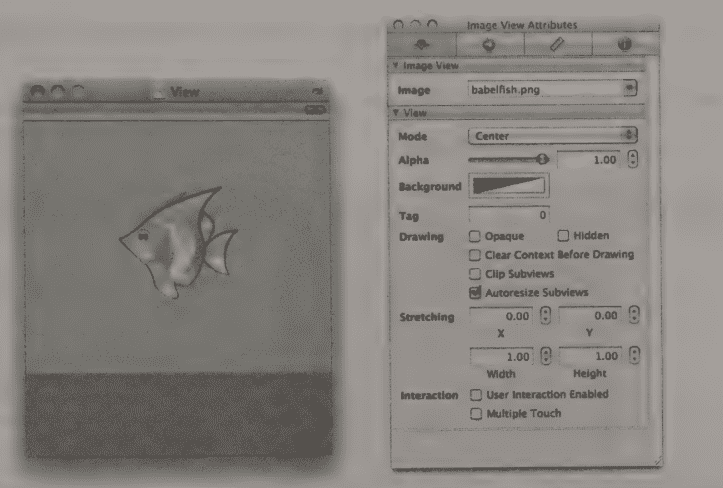 View
Image View Attributes
Image View
Image babelfish.png
View
Mode Center
Alpha 1.00
Background
Tag 0
Drawing Opaque Hidden
Clear Context Before Drawing
Clip Subviews
Autoresize Subviews
Stretching 0.00 0.00
X Y
1.00 1.00
Width Height
Interaction User Interaction Enabled
Multiple Touch